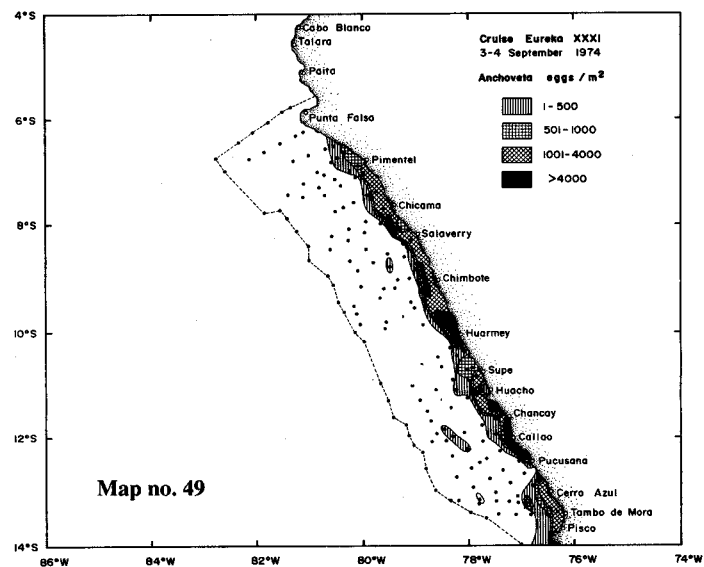 4°S
6°S
8°S
10°S
12°S
14°S
86°W
84°W
82°W
80°W
78°W
76°W
74°W
Cruise Eureka XXXI
3-4 September 1974
Anchoveta eggs / m²
1-500
501-1000
1001-4000
>4000
Cabo Blanco
Talara
Paita
Punta Falsa
Pimentel
Chicama
Salaverry
Chimbote
Huarmey
Supe
Huacho
Chancay
Callao
Pucusana
Cerro Azul
Tambo de Mora
Pisco
Map no. 49